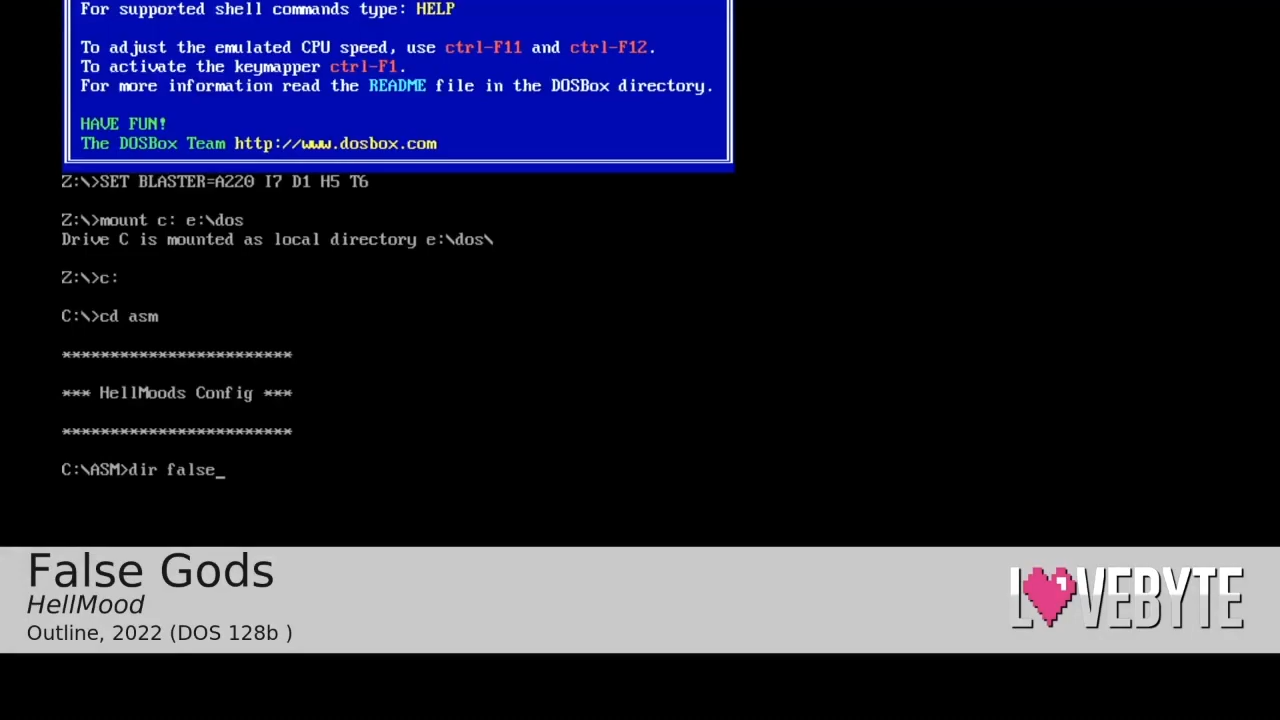 For supported shell commands type: HELP
To adjust the emulated CPU speed, use ctrl-F11 and ctrl-F12.
To activate the keymapper ctrl-F1.
For more information read the README file in the DOSBox directory.
HAVE FUN!
The DOSBox Team http://www.dosbox.com
Z:\>SET BLASTER=A220 I7 D1 H5 T6
Z:\>mount c: e:\dos
Drive C is mounted as local directory e:\dos\
Z:\>c:
C:\>cd asm
************************
*** HellMoods Config ***
************************
C:\ASM>dir false_
False Gods
HellMood
Outline, 2022 (DOS 128b )
LOVEBYTE